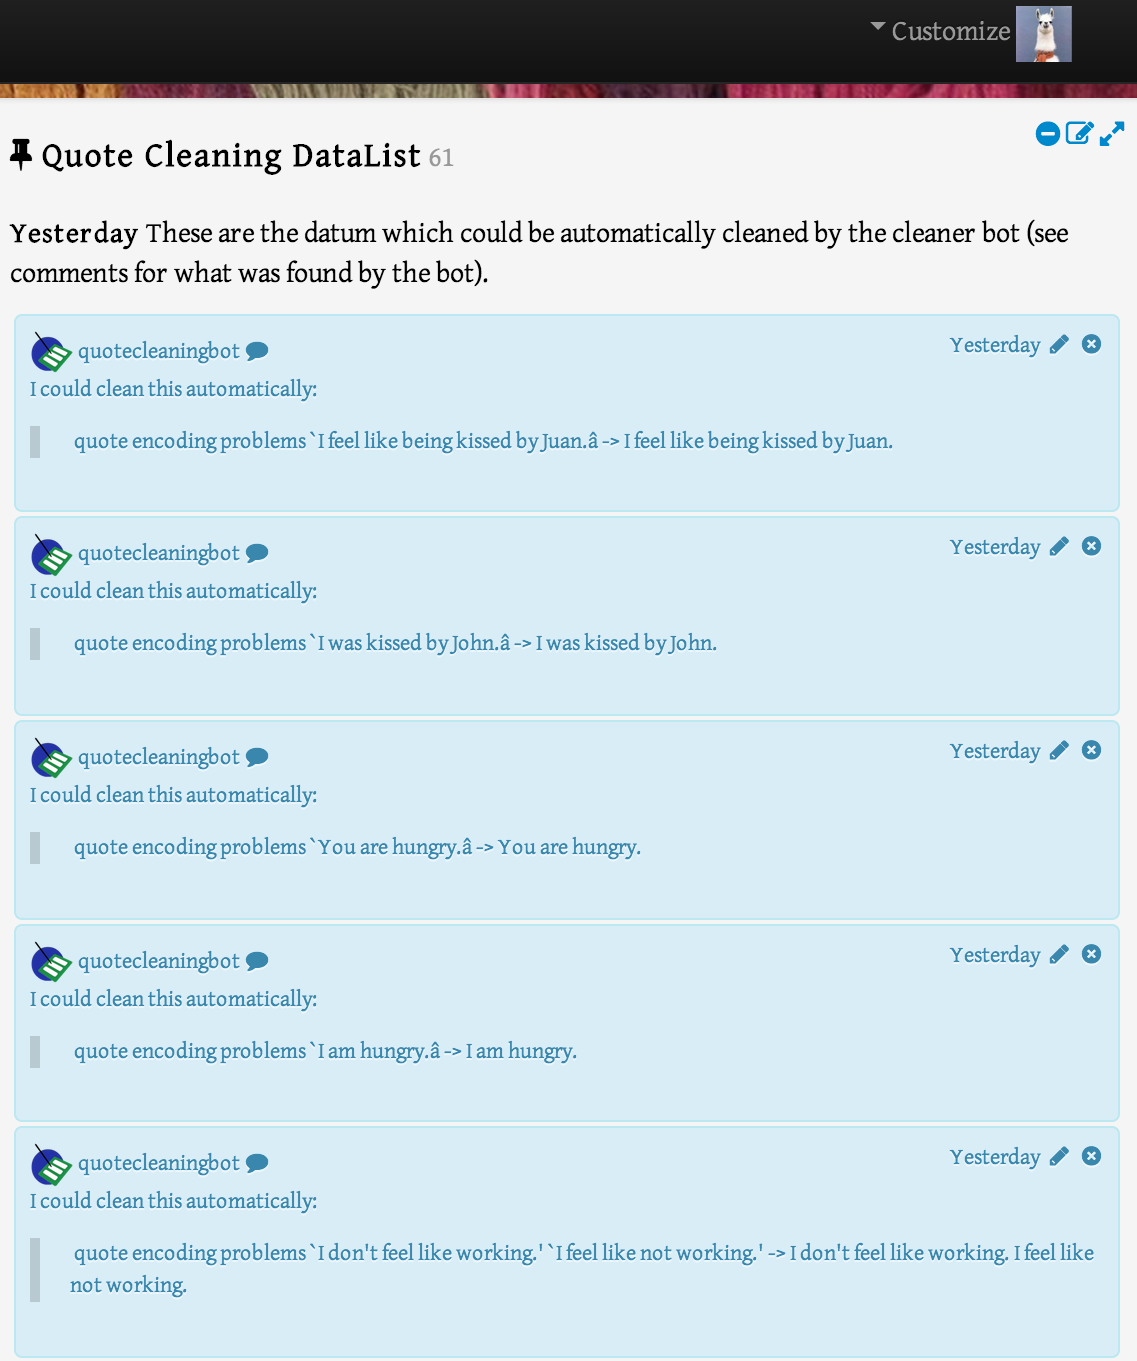 Customize
Quote Cleaning DataList 61
Yesterday These are the datum which could be automatically cleaned by the cleaner bot (see
comments for what was found by the bot).
quotecleaningbot Yesterday
I could clean this automatically:
quote encoding problems `I feel like being kissed by Juan.â -> I feel like being kissed by Juan.
quotecleaningbot Yesterday
I could clean this automatically:
quote encoding problems `I was kissed by John.â -> I was kissed by John.
quotecleaningbot Yesterday
I could clean this automatically:
quote encoding problems `You are hungry.â -> You are hungry.
quotecleaningbot Yesterday
I could clean this automatically:
quote encoding problems `I am hungry.â -> I am hungry.
quotecleaningbot Yesterday
I could clean this automatically:
quote encoding problems `I don't feel like working.' `I feel like not working.' -> I don't feel like working. I feel like
not working.